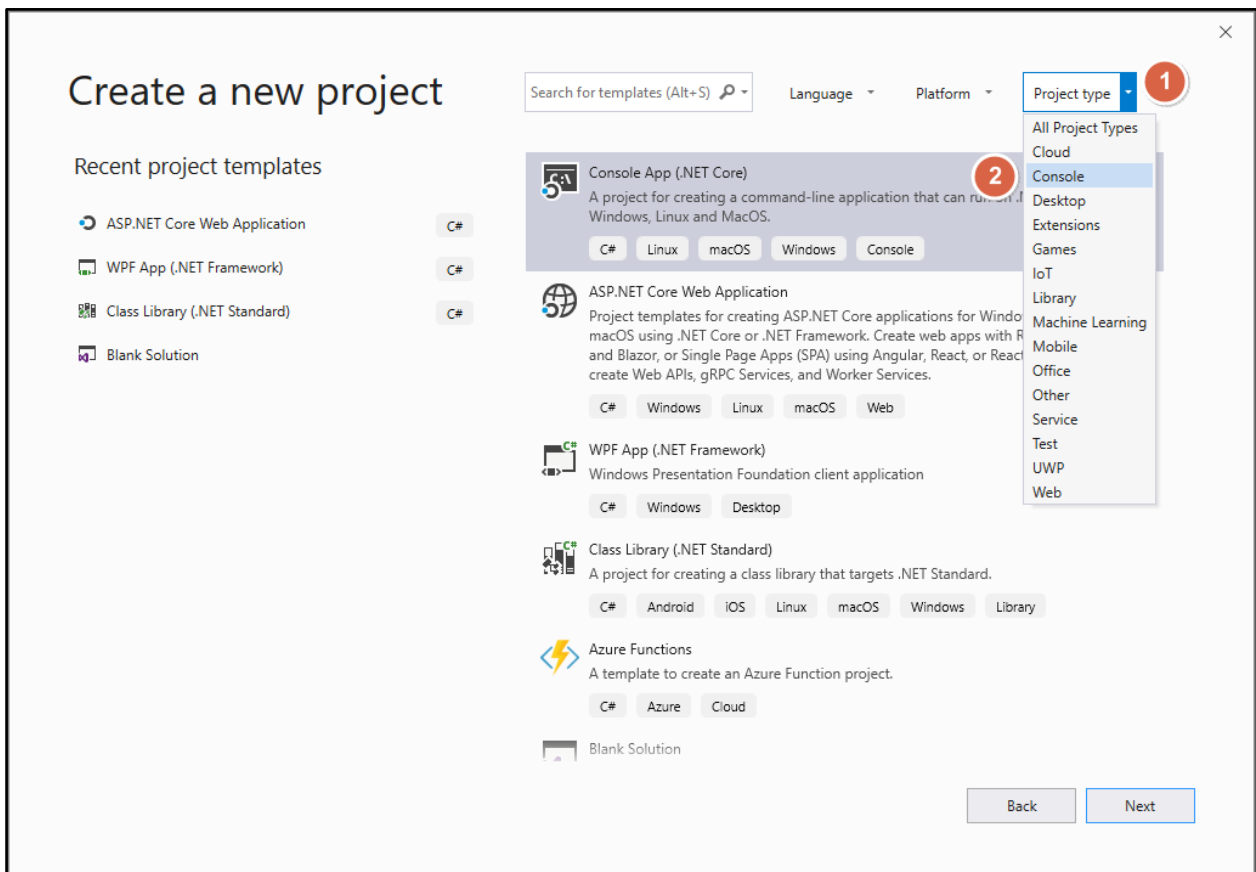 Create a new project
Search for templates (Alt+S)
Language
Platform
Project type
1
All Project Types
Cloud
2
Console
Desktop
Extensions
Games
IoT
Library
Machine Learning
Mobile
Office
Other
Service
Test
UWP
Web
Recent project templates
ASP.NET Core Web Application C#
WPF App (.NET Framework) C#
Class Library (.NET Standard) C#
Blank Solution
Console App (.NET Core)
A project for creating a command-line application that can run on
Windows, Linux and MacOS.
C# Linux macOS Windows Console
ASP.NET Core Web Application
Project templates for creating ASP.NET Core applications for
macOS using .NET Core or .NET Framework. Create web apps with
and Blazor, or Single Page Apps (SPA) using Angular, React, or
create Web APIs, gRPC Services, and Worker Services.
C# Windows Linux macOS Web
WPF App (.NET Framework)
Windows Presentation Foundation client application
C# Windows Desktop
Class Library (.NET Standard)
A project for creating a class library that targets .NET Standard.
C# Android iOS Linux macOS Windows Library
Azure Functions
A template to create an Azure Function project.
C# Azure Cloud
Blank Solution
Back
Next